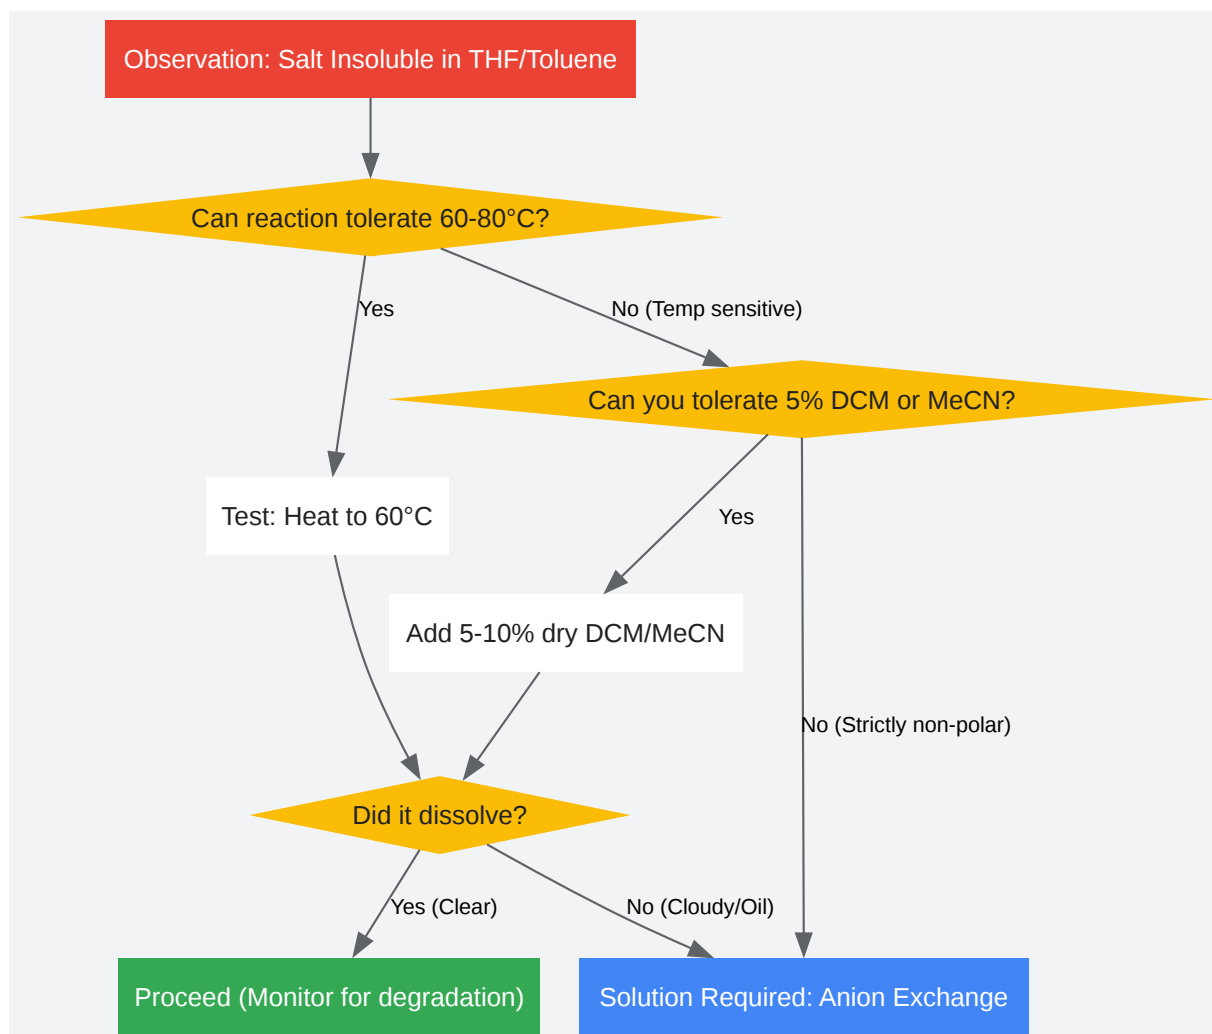 Observation: Salt Insoluble in THF/Toluene
Can reaction tolerate 60-80°C?
Yes
No (Temp sensitive)
Can you tolerate 5% DCM or MeCN?
Test: Heat to 60°C
Yes
Add 5-10% dry DCM/MeCN
No (Strictly non-polar)
Did it dissolve?
Yes (Clear)
No (Cloudy/Oil)
Proceed (Monitor for degradation)
Solution Required: Anion Exchange